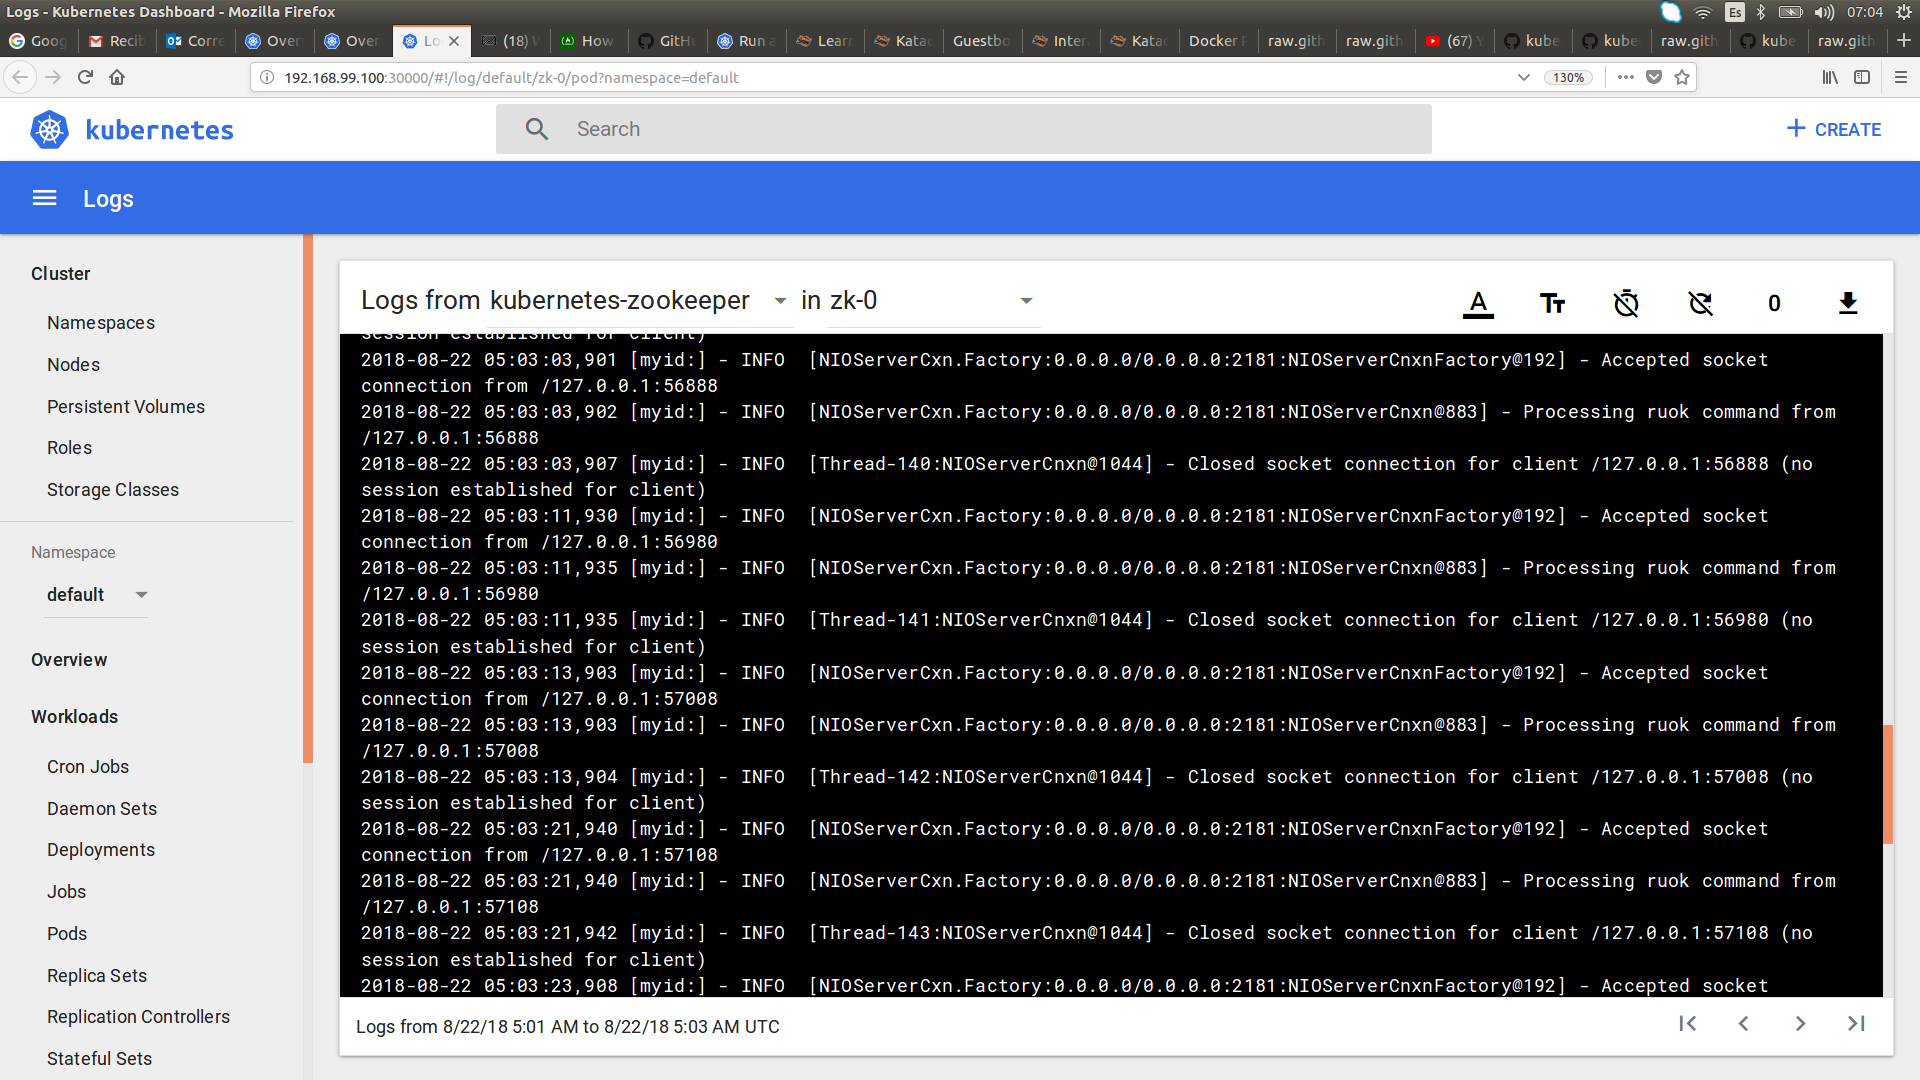 Logs - Kubernetes Dashboard - Mozilla Firefox
Es
07:04
Goog
Recib
Corre
Over
Over
Lo
(18)
How
GitHu
Run a
Learn
Katac
Guestbo
Inter
Katac
Docker
raw.gith
raw.gith
(67)
kube
kube
raw.gith
kube
raw.gith
192.168.99.100:30000/#!/log/default/zk-0/pod?namespace=default
130%
kubernetes
Search
+ CREATE
Logs
Cluster
Namespaces
Nodes
Persistent Volumes
Roles
Storage Classes
Namespace
default
Overview
Workloads
Cron Jobs
Daemon Sets
Deployments
Jobs
Pods
Replica Sets
Replication Controllers
Stateful Sets
Logs from kubernetes-zookeeper in zk-0
A
Tт
0
session established for client)
2018-08-22 05:03:03,901 [myid:] - INFO [NIOServerCxn.Factory:0.0.0.0/0.0.0.0:2181:NIOServerCnxnFactory@192] - Accepted socket
connection from /127.0.0.1:56888
2018-08-22 05:03:03,902 [myid:] - INFO [NIOServerCxn.Factory:0.0.0.0/0.0.0.0:2181:NIOServerCnxn@883] - Processing ruok command from
/127.0.0.1:56888
2018-08-22 05:03:03,907 [myid:] - INFO [Thread-140:NIOServerCnxn@1044] - Closed socket connection for client /127.0.0.1:56888 (no
session established for client)
2018-08-22 05:03:11,930 [myid:] - INFO [NIOServerCxn.Factory:0.0.0.0/0.0.0.0:2181:NIOServerCnxnFactory@192] - Accepted socket
connection from /127.0.0.1:56980
2018-08-22 05:03:11,935 [myid:] - INFO [NIOServerCxn.Factory:0.0.0.0/0.0.0.0:2181:NIOServerCnxn@883] - Processing ruok command from
/127.0.0.1:56980
2018-08-22 05:03:11,935 [myid:] - INFO [Thread-141:NIOServerCnxn@1044] - Closed socket connection for client /127.0.0.1:56980 (no
session established for client)
2018-08-22 05:03:13,903 [myid:] - INFO [NIOServerCxn.Factory:0.0.0.0/0.0.0.0:2181:NIOServerCnxnFactory@192] - Accepted socket
connection from /127.0.0.1:57008
2018-08-22 05:03:13,903 [myid:] - INFO [NIOServerCxn.Factory:0.0.0.0/0.0.0.0:2181:NIOServerCnxn@883] - Processing ruok command from
/127.0.0.1:57008
2018-08-22 05:03:13,904 [myid:] - INFO [Thread-142:NIOServerCnxn@1044] - Closed socket connection for client /127.0.0.1:57008 (no
session established for client)
2018-08-22 05:03:21,940 [myid:] - INFO [NIOServerCxn.Factory:0.0.0.0/0.0.0.0:2181:NIOServerCnxnFactory@192] - Accepted socket
connection from /127.0.0.1:57108
2018-08-22 05:03:21,940 [myid:] - INFO [NIOServerCxn.Factory:0.0.0.0/0.0.0.0:2181:NIOServerCnxn@883] - Processing ruok command from
/127.0.0.1:57108
2018-08-22 05:03:21,942 [myid:] - INFO [Thread-143:NIOServerCnxn@1044] - Closed socket connection for client /127.0.0.1:57108 (no
session established for client)
2018-08-22 05:03:23,908 [myid:] - INFO [NIOServerCxn.Factory:0.0.0.0/0.0.0.0:2181:NIOServerCnxnFactory@192] - Accepted socket
Logs from 8/22/18 5:01 AM to 8/22/18 5:03 AM UTC